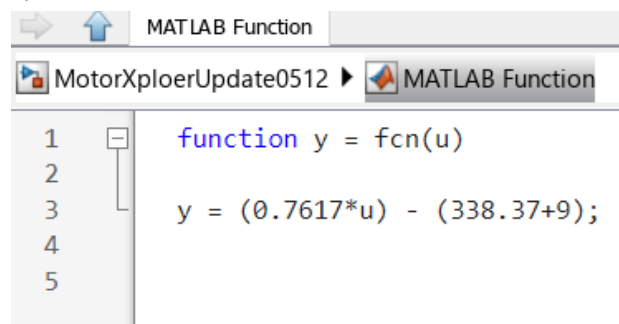 MATLAB Function
MotorXploerUpdate0512 MATLAB Function
1 function y = fcn(u)
2
3 y = (0.7617*u) - (338.37+9);
4
5